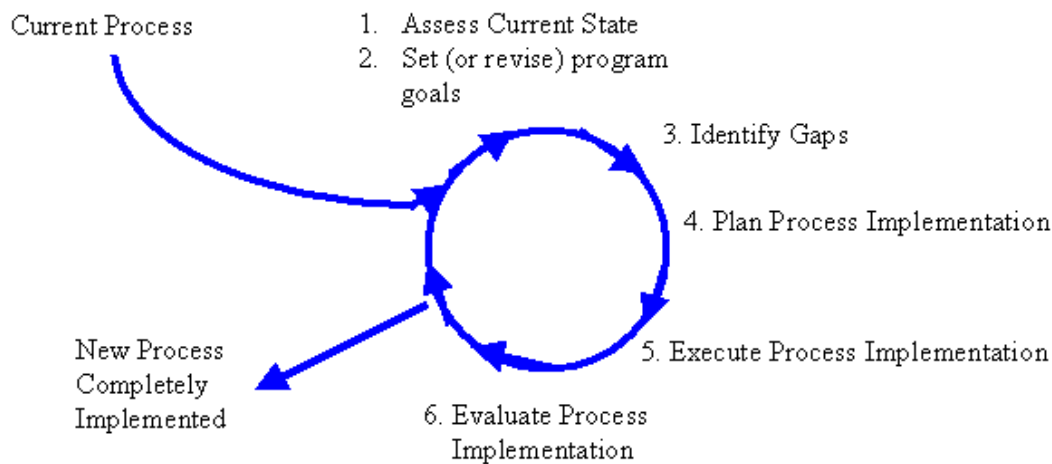 Current Process
1. Assess Current State
2. Set (or revise) program
goals
3. Identify Gaps
4. Plan Process Implementation
5. Execute Process Implementation
6. Evaluate Process
Implementation
New Process
Completely
Implemented